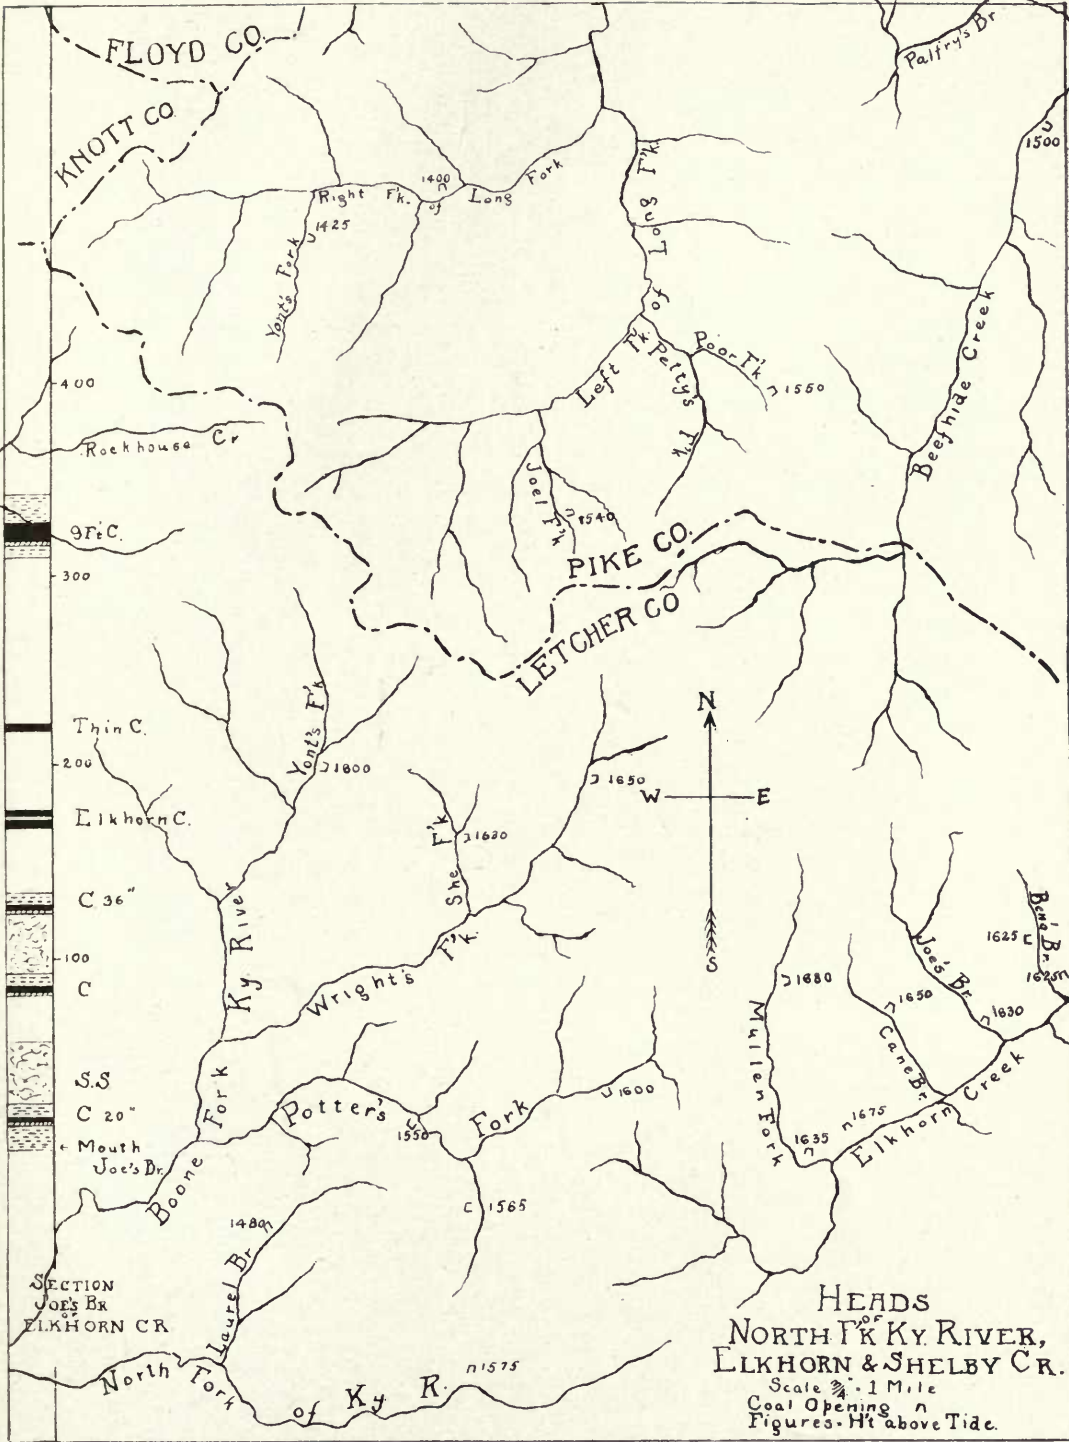 FLOYD CO.
KNOTT CO.
Palfry's Br
1500
Right F'k. of Long Fork
1400
1425
Yont's Fork
Left F'k of Long F'k
Petty's F'k
Poor F'k
1550
Beefhide Creek
400
Rockhouse Cr
Joel F'k
1540
9Ft C.
300
PIKE CO.
LETCHER CO
Yont's F'k
1600
Thin C.
200
N
W
E
S
1650
Elkhorn C.
She F'k
1630
C 36"
Ky River
Wright's F'k.
100
C
Ben's Br.
1625
1625
Joe's Br.
1630
1680
Mullen Fork
1650
Cane Br.
S.S
C 20"
← Mouth
Joe's Br.
Boone Fork
Potter's Fork
1550
1600
1565
1635
1675
Elkhorn Creek
1480
Laurel Br
SECTION
JOE'S BR
OF
ELKHORN CR
North Fork of Ky R.
1575
HEADS
OF
NORTH F'K KY. RIVER,
ELKHORN & SHELBY CR.
Scale ¾" - 1 Mile
Coal Opening n
Figures - H't above Tide.